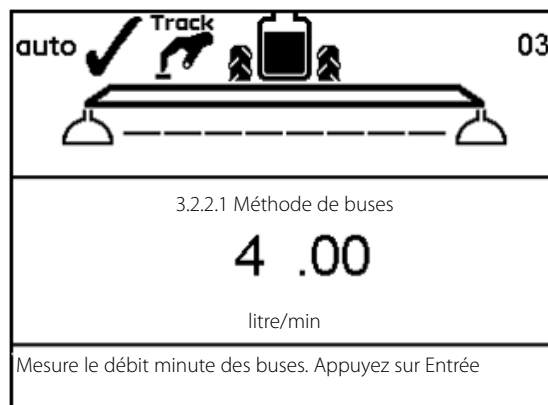 Track
auto
03
3.2.2.1 Méthode de buses
4 .00
litre/min
Mesure le débit minute des buses. Appuyez sur Entrée